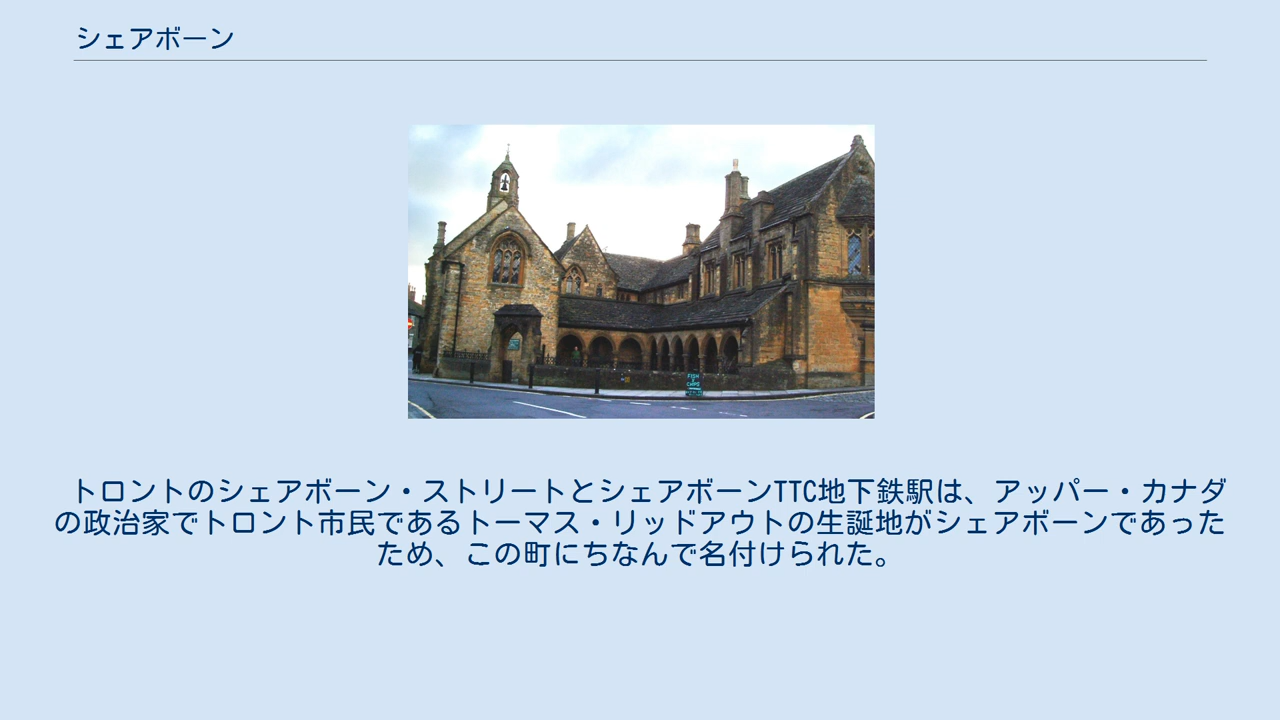 シェアボーン
FISH
&
CHIPS
トロントのシェアボーン・ストリートとシェアボーンTTC地下鉄駅は、アッパー・カナダ
の政治家でトロント市民であるトーマス・リッドアウトの生誕地がシェアボーンであった
ため、この町にちなんで名付けられた。